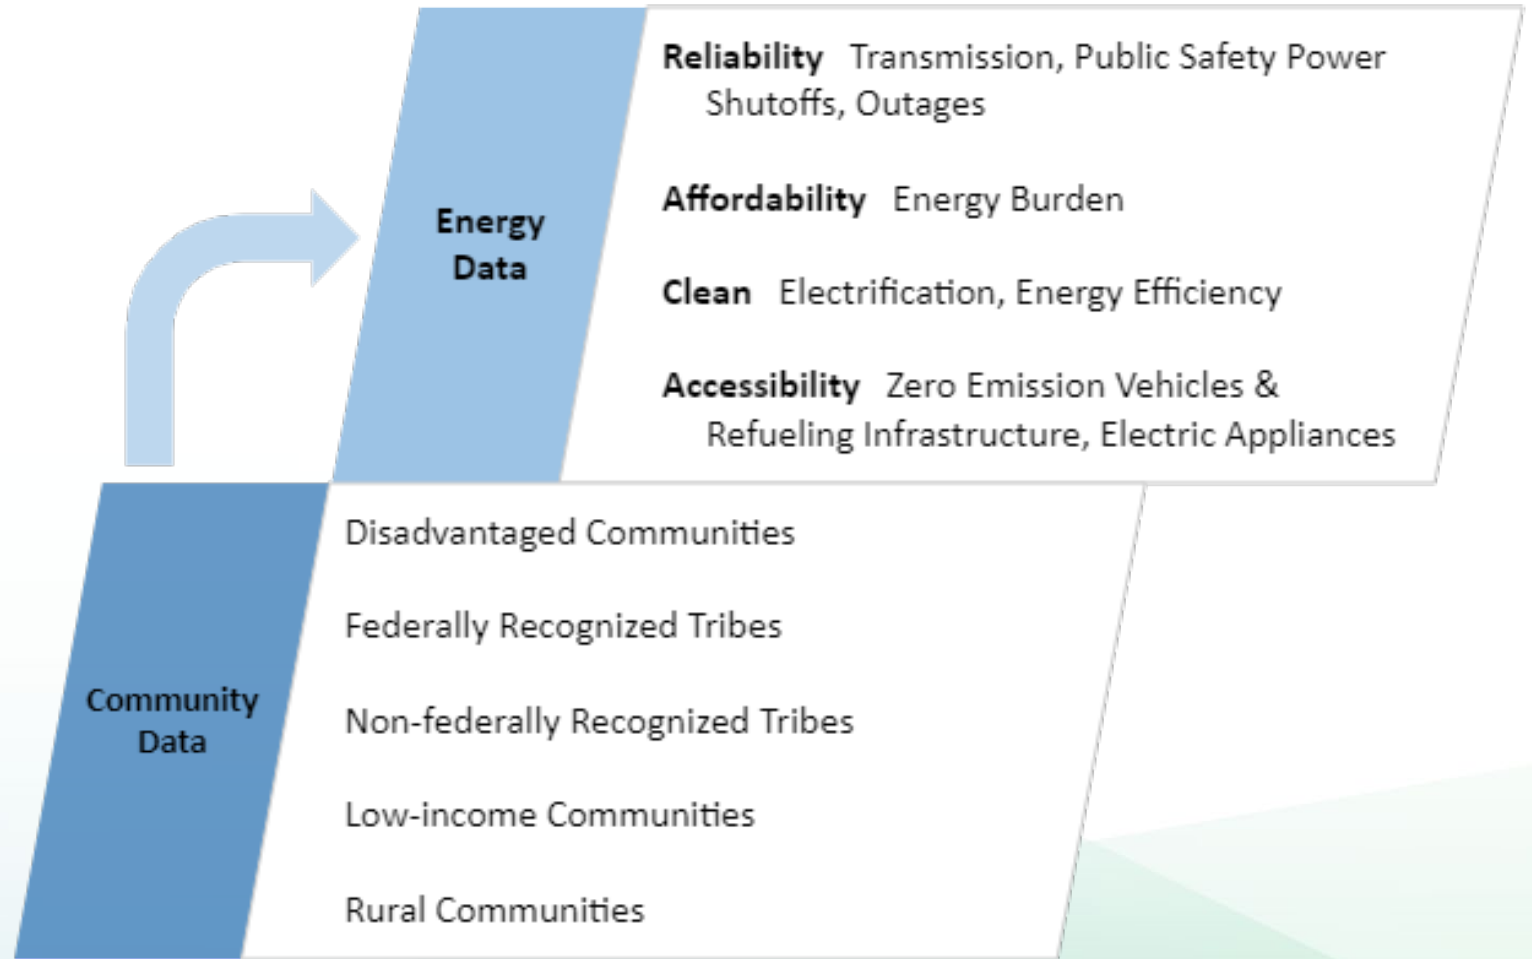 Energy
Data
Reliability Transmission, Public Safety Power
Shutoffs, Outages
Affordability Energy Burden
Clean Electrification, Energy Efficiency
Accessibility Zero Emission Vehicles &
Refueling Infrastructure, Electric Appliances
Community
Data
Disadvantaged Communities
Federally Recognized Tribes
Non-federally Recognized Tribes
Low-income Communities
Rural Communities